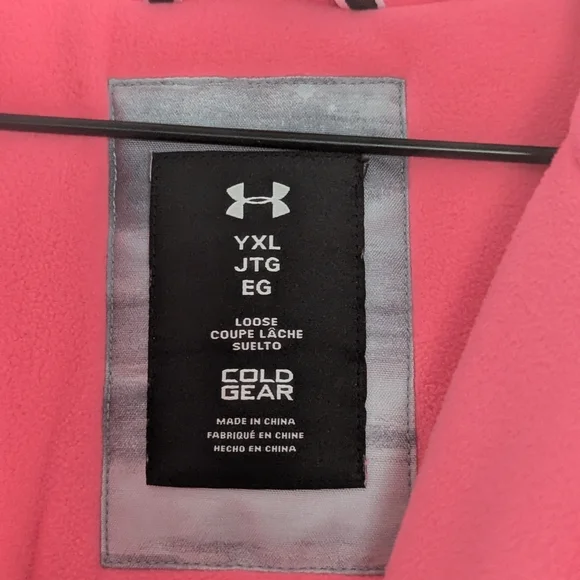 YXL
JTG
EG
LOOSE
COUPE LÂCHE
SUELTO
COLD
GEAR
MADE IN CHINA
FABRIQUÉ EN CHINE
HECHO EN CHINA